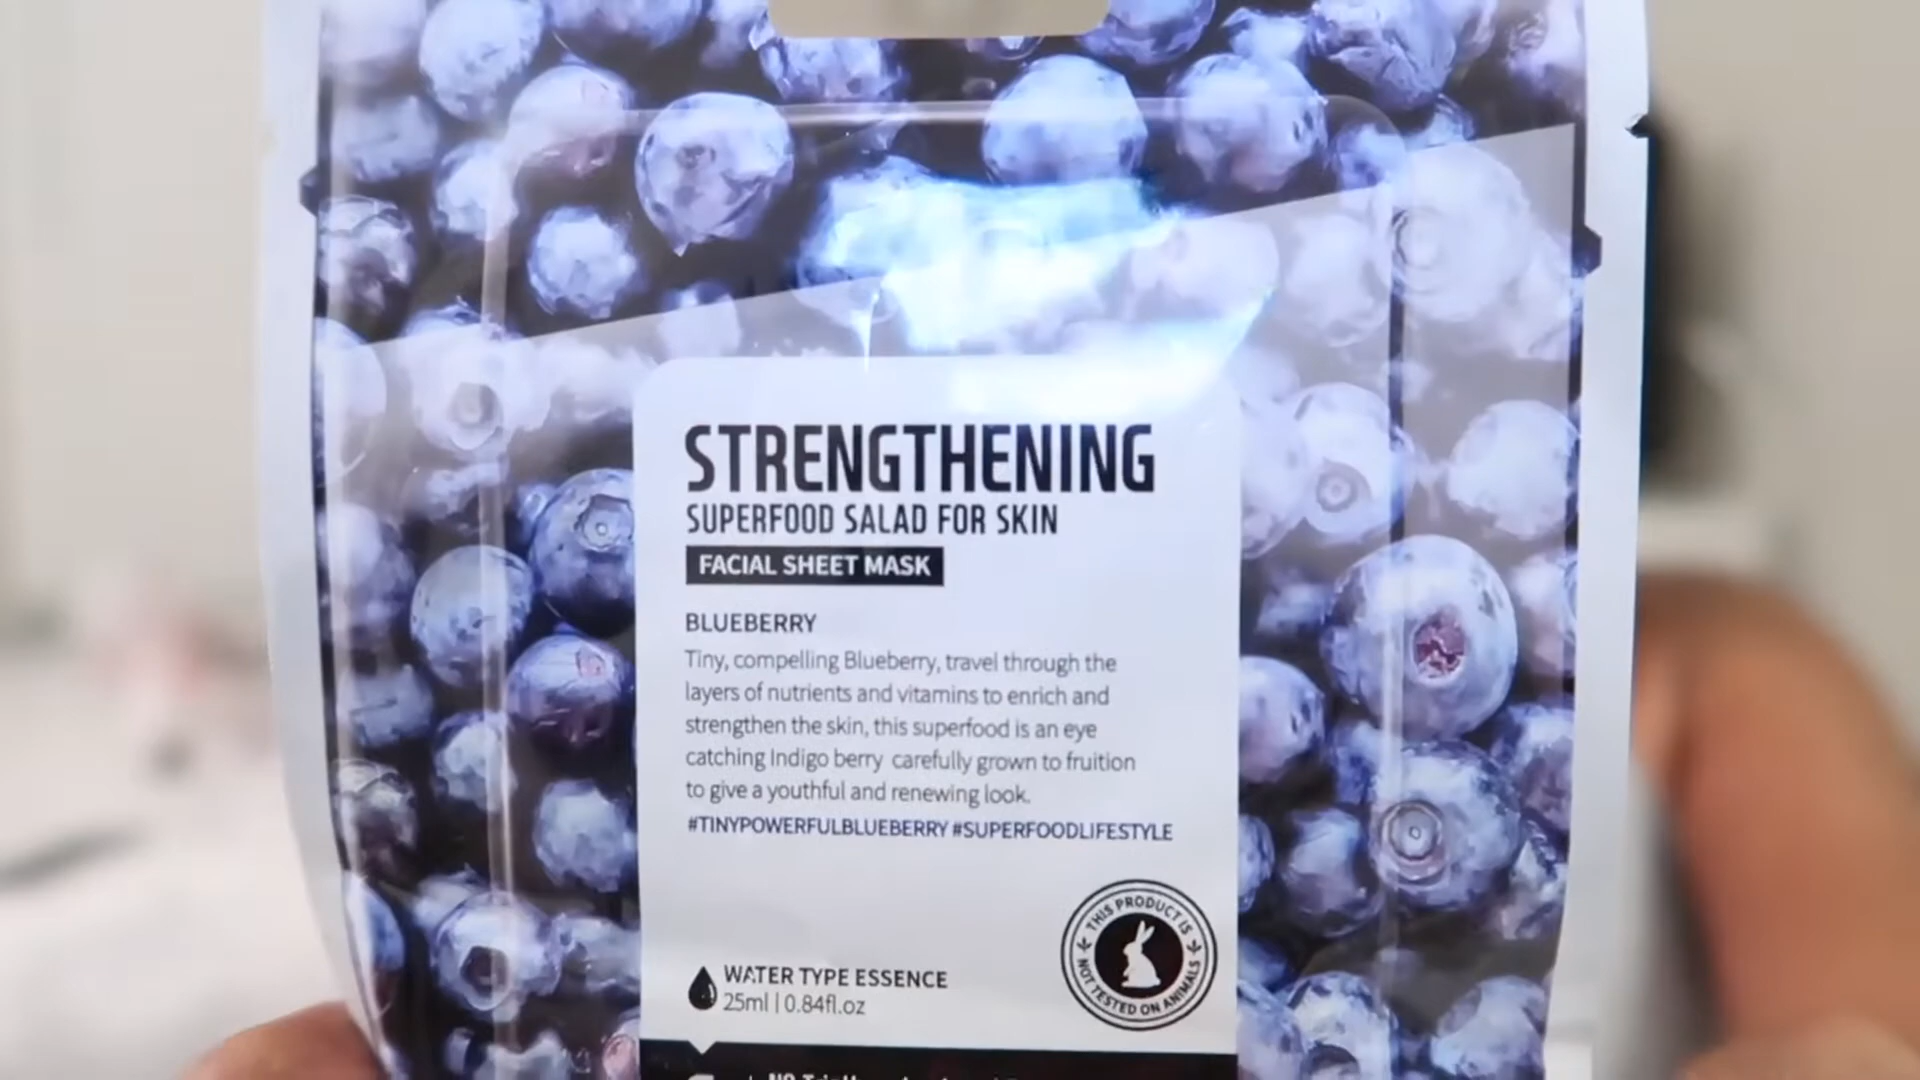 STRENGTHENING
SUPERFOOD SALAD FOR SKIN
FACIAL SHEET MASK
BLUEBERRY
Tiny, compelling Blueberry, travel through the
layers of nutrients and vitamins to enrich and
strengthen the skin, this superfood is an eye
catching Indigo berry carefully grown to fruition
to give a youthful and renewing look.
#TINYPOWERFULBLUEBERRY #SUPERFOODLIFESTYLE
THIS PRODUCT IS
NOT TESTED ON ANIMALS
WATER TYPE ESSENCE
25ml | 0.84fl.oz